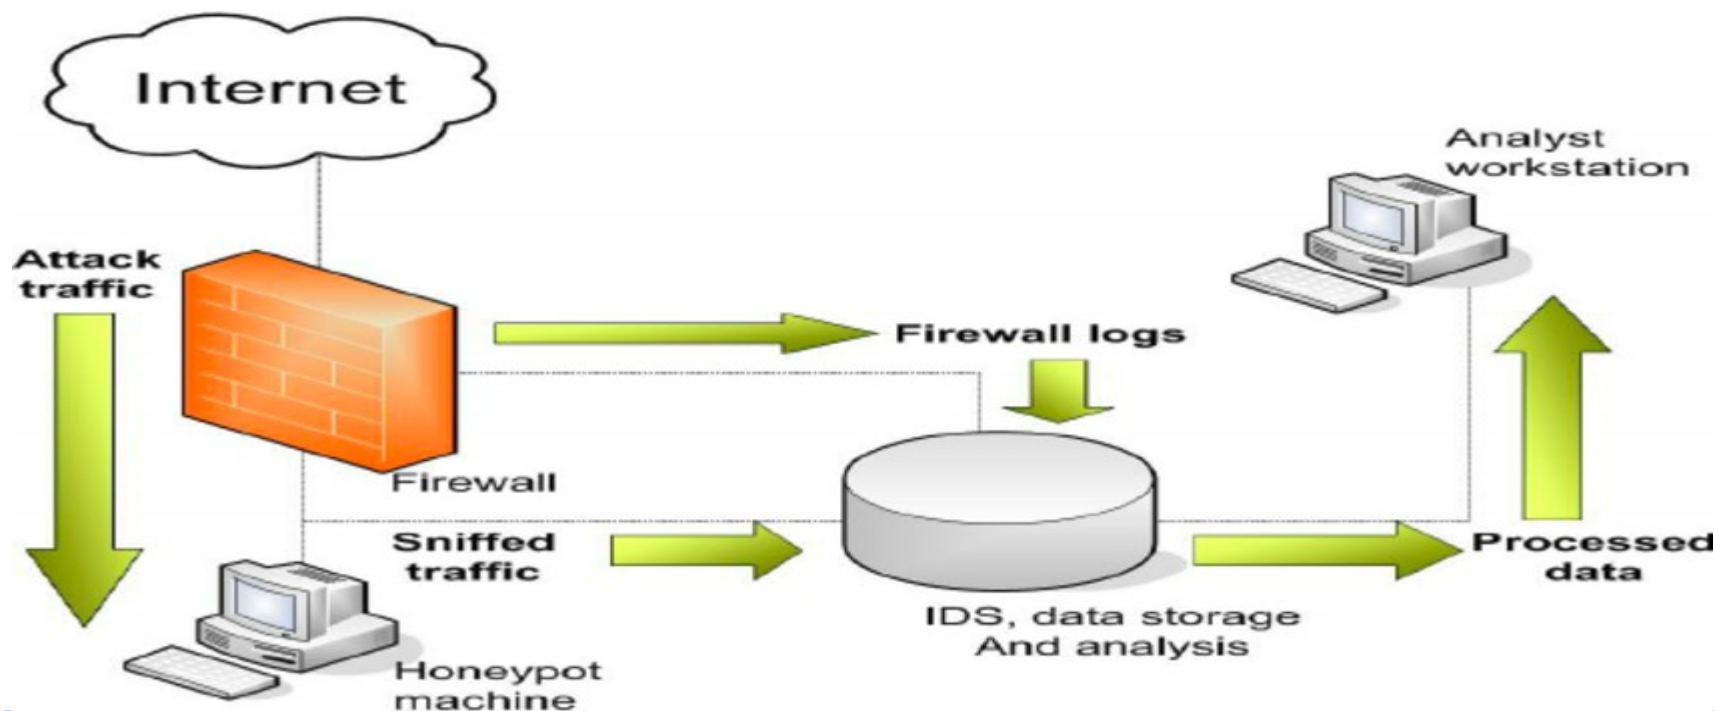 Internet
Analyst
workstation
Attack
traffic
Firewall logs
Firewall
Sniffed
traffic
Processed
data
IDS, data storage
And analysis
Honeypot
machine